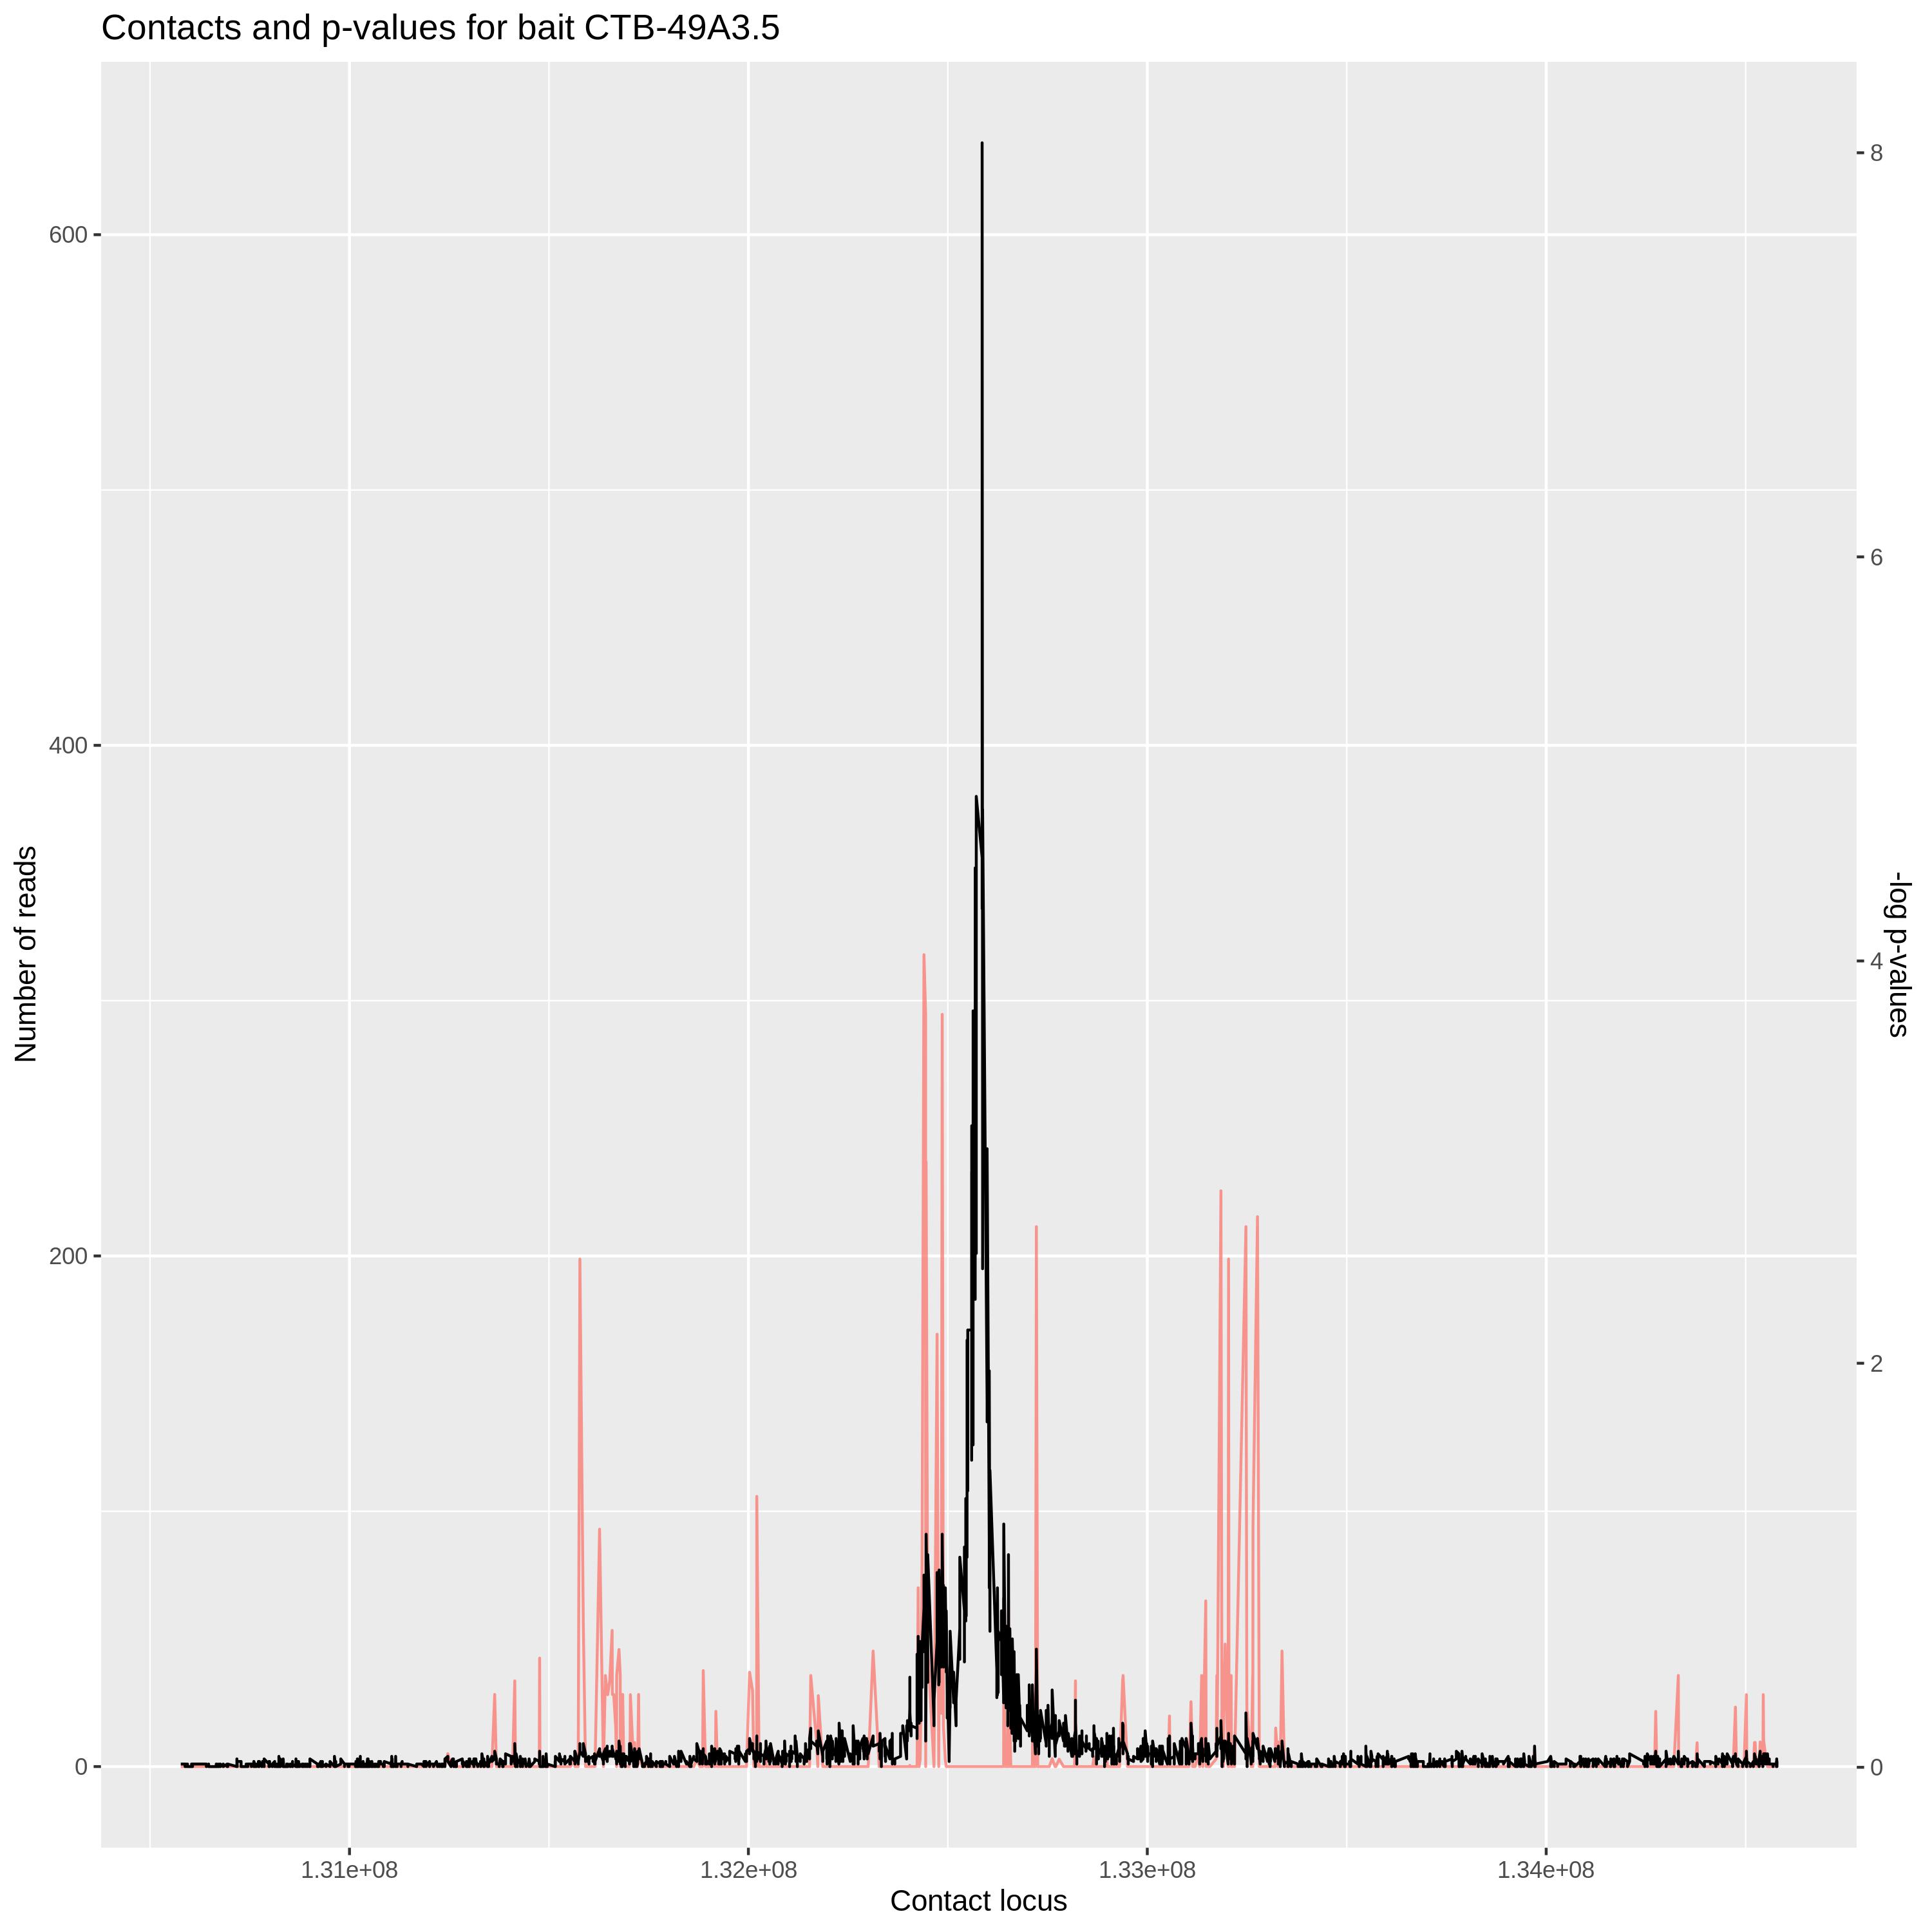 Contacts and p-values for bait CTB-49A3.5
600
400
200
0
Number of reads
8
6
4
2
0
-log p-values
1.31e+08
1.32e+08
1.33e+08
1.34e+08
Contact locus